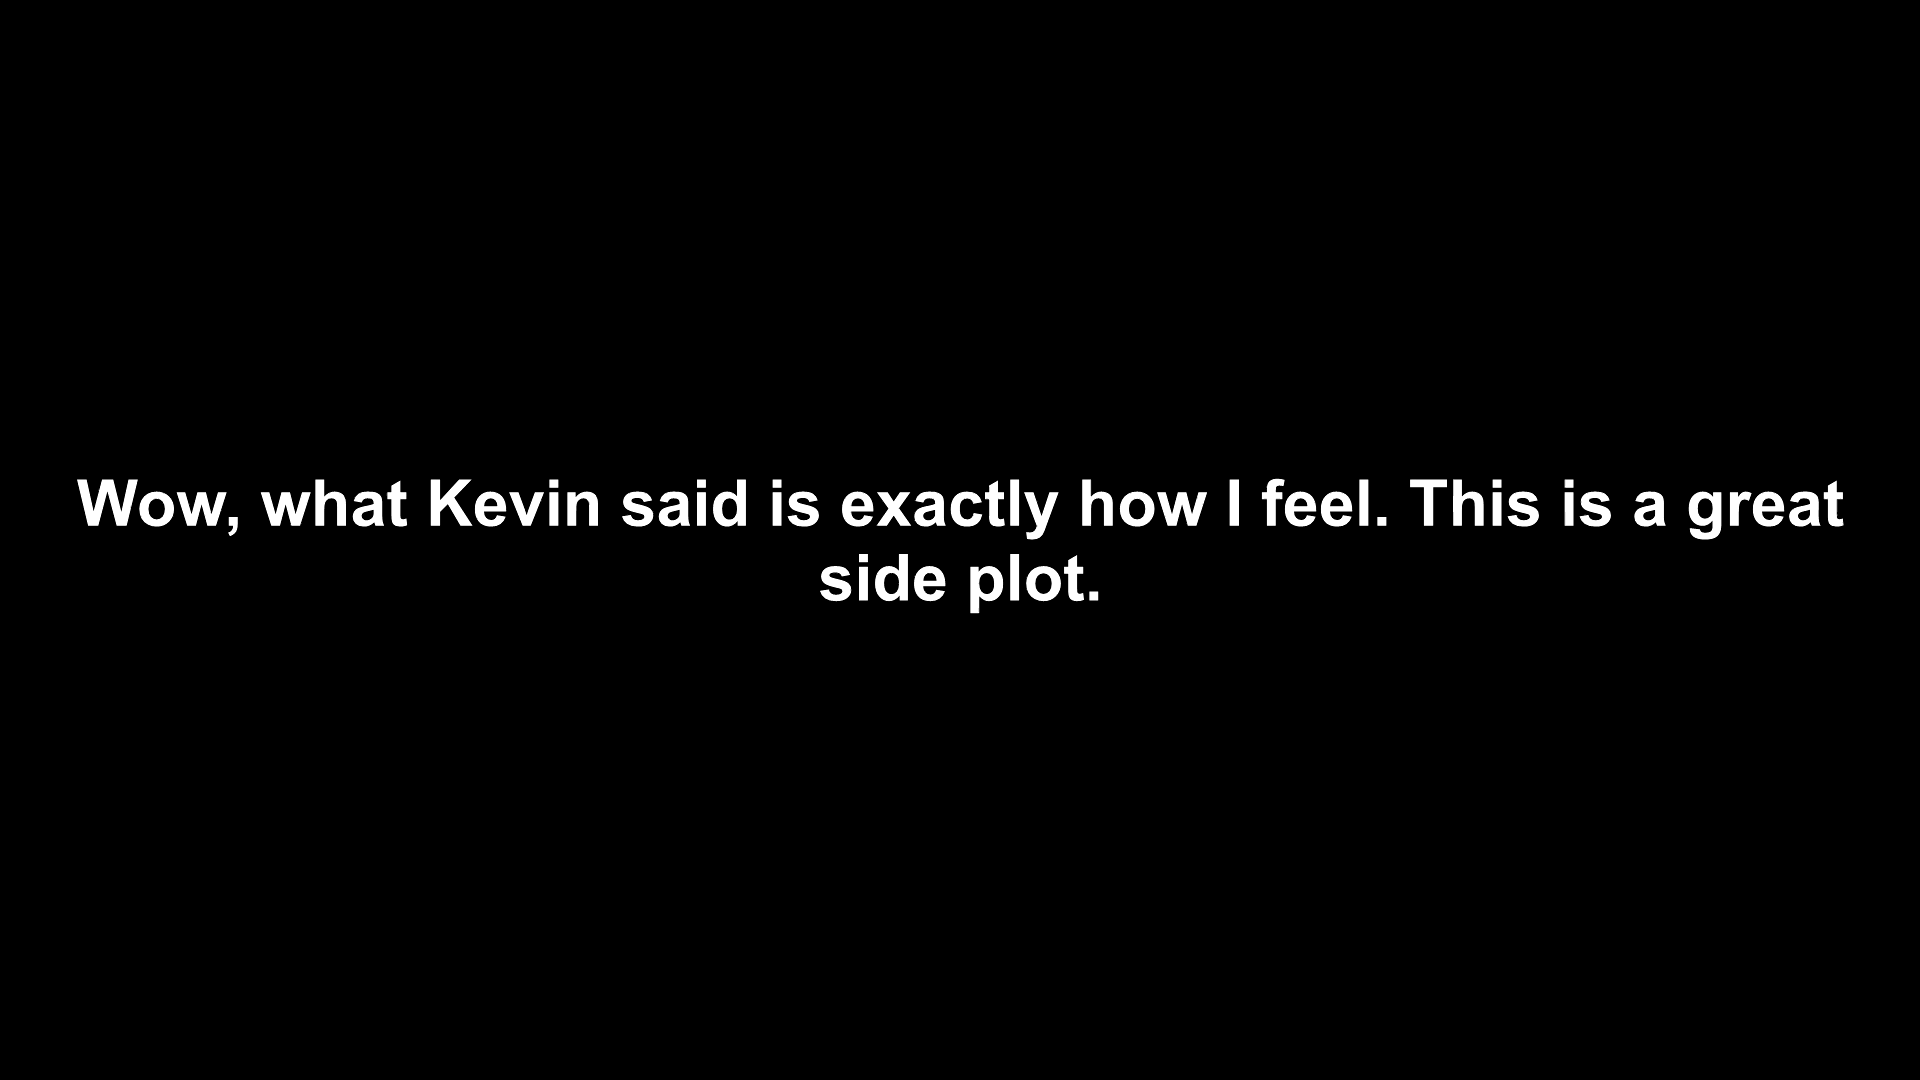 Wow, what Kevin said is exactly how I feel. This is a great
side plot.